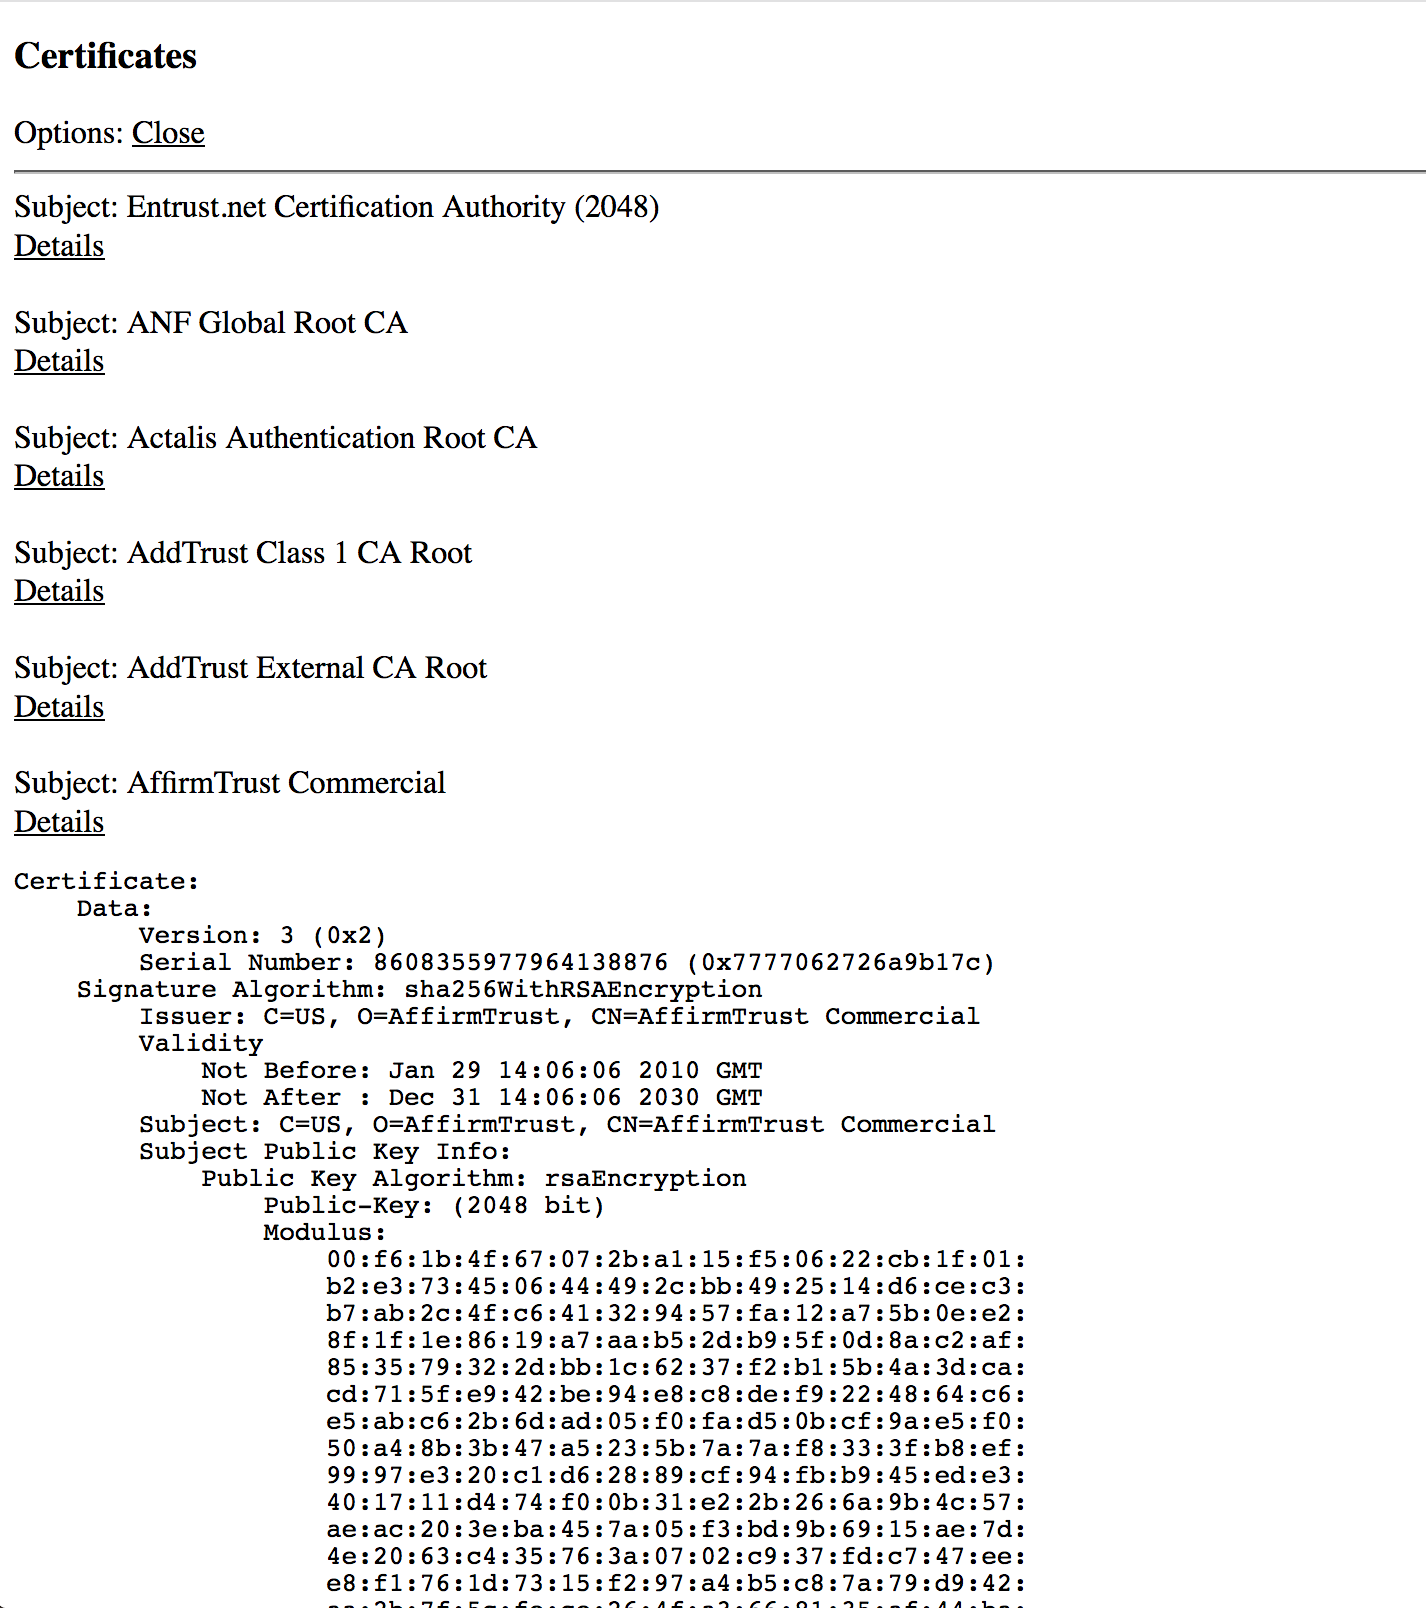 Certificates
Options: Close
Subject: Entrust.net Certification Authority (2048)
Details
Subject: ANF Global Root CA
Details
Subject: Actalis Authentication Root CA
Details
Subject: AddTrust Class 1 CA Root
Details
Subject: AddTrust External CA Root
Details
Subject: AffirmTrust Commercial
Details
Certificate:
Data:
Version: 3 (0x2)
Serial Number: 8608355977964138876 (0x7777062726a9b17c)
Signature Algorithm: sha256WithRSAEncryption
Issuer: C=US, O=AffirmTrust, CN=AffirmTrust Commercial
Validity
Not Before: Jan 29 14:06:06 2010 GMT
Not After : Dec 31 14:06:06 2030 GMT
Subject: C=US, O=AffirmTrust, CN=AffirmTrust Commercial
Subject Public Key Info:
Public Key Algorithm: rsaEncryption
Public-Key: (2048 bit)
Modulus:
00:f6:1b:4f:67:07:2b:a1:15:f5:06:22:cb:1f:01:
b2:e3:73:45:06:44:49:2c:bb:49:25:14:d6:ce:c3:
b7:ab:2c:4f:c6:41:32:94:57:fa:12:a7:5b:0e:e2:
8f:1f:1e:86:19:a7:aa:b5:2d:b9:5f:0d:8a:c2:af:
85:35:79:32:2d:bb:1c:62:37:f2:b1:5b:4a:3d:ca:
cd:71:5f:e9:42:be:94:e8:c8:de:f9:22:48:64:c6:
e5:ab:c6:2b:6d:ad:05:f0:fa:d5:0b:cf:9a:e5:f0:
50:a4:8b:3b:47:a5:23:5b:7a:7a:f8:33:3f:b8:ef:
99:97:e3:20:c1:d6:28:89:cf:94:fb:b9:45:ed:e3:
40:17:11:d4:74:f0:0b:31:e2:2b:26:6a:9b:4c:57:
ae:ac:20:3e:ba:45:7a:05:f3:bd:9b:69:15:ae:7d:
4e:20:63:c4:35:76:3a:07:02:c9:37:fd:c7:47:ee:
e8:f1:76:1d:73:15:f2:97:a4:b5:c8:7a:79:d9:42: